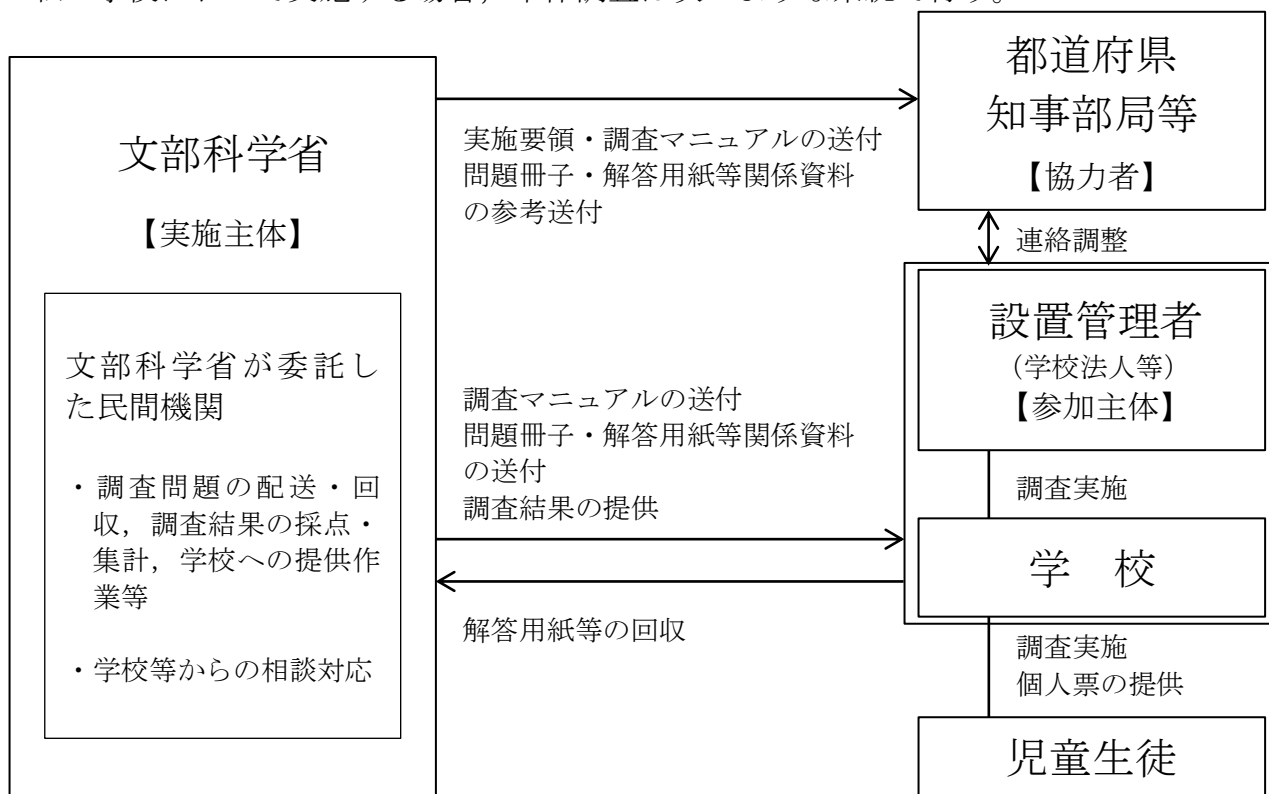 文部科学省
【実施主体】
文部科学省が委託し
た民間機関
・調査問題の配送・回
収，調査結果の採点・
集計，学校への提供作
業等
・学校等からの相談対応
実施要領・調査マニュアルの送付
問題冊子・解答用紙等関係資料
の参考送付
調査マニュアルの送付
問題冊子・解答用紙等関係資料
の送付
調査結果の提供
解答用紙等の回収
都道府県
知事部局等
【協力者】
連絡調整
設置管理者
（学校法人等）
【参加主体】
調査実施
学　校
調査実施
個人票の提供
児童生徒